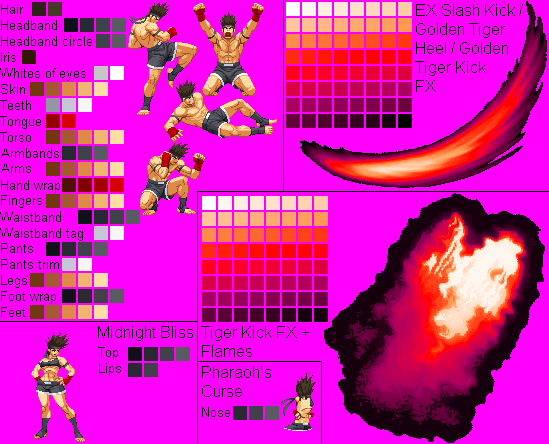 Hair
Headband
Headband circle
Iris
Whites of eyes
Skin
Teeth
Tongue
Torso
Armbands
Arms
Hand wrap
Fingers
Waistband
Waistband tag
Pants
Pants trim
Legs
Foot wrap
Feet
EX Slash Kick /
Golden Tiger
Heel / Golden
Tiger Kick
FX
Midnight Bliss
Top
Lips
Tiger Kick FX +
Flames
Pharaoh's
Curse
Nose